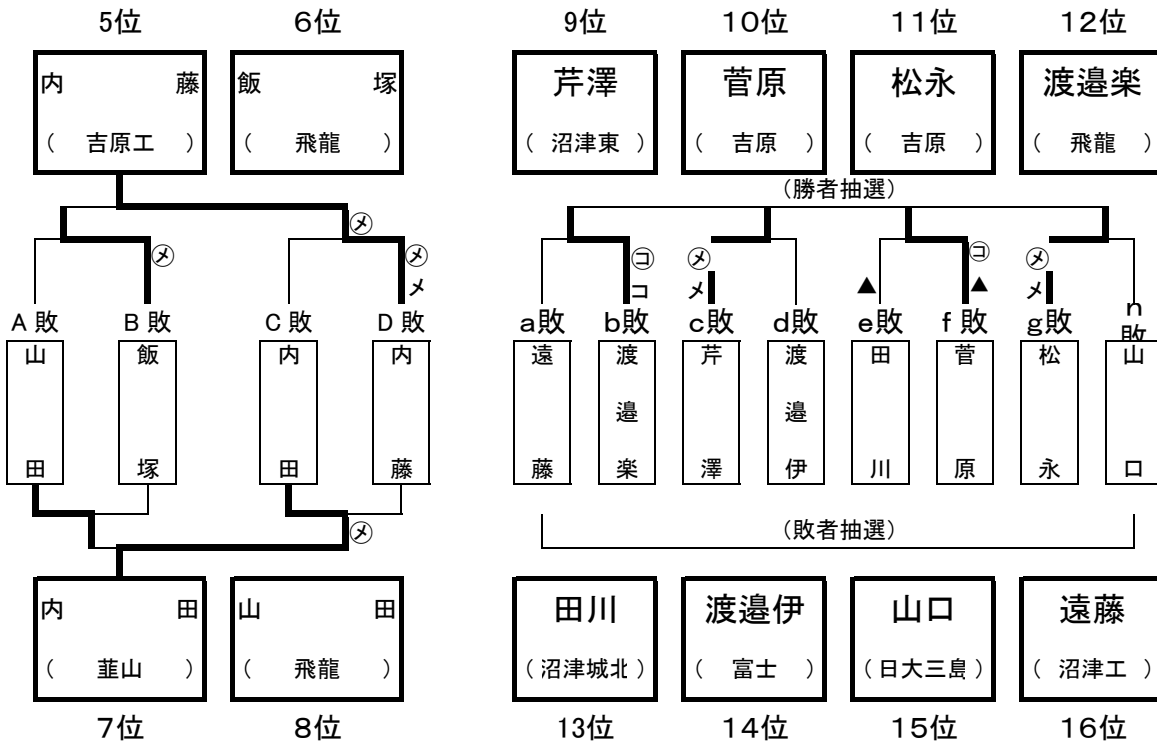 5位 6位 9位 10位 11位 12位
内藤 飯塚 芹澤 菅原 松永 渡邉楽
( 吉原工 ) ( 飛龍 ) ( 沼津東 ) ( 吉原 ) ( 吉原 ) ( 飛龍 )
(勝者抽選)
㋱
㋱ ㋱ ㋙ ㋱ ㋙ ㋱
メ コ メ ▲ ▲ メ
A敗 B敗 C敗 D敗 a敗 b敗 c敗 d敗 e敗 f敗 g敗 n敗
山田 飯塚 内田 内藤 遠藤 渡邉楽 芹澤 渡邉伊 田川 菅原 松永 山口
(敗者抽選)
㋱
内田 山田 田川 渡邉伊 山口 遠藤
( 韮山 ) ( 飛龍 ) ( 沼津城北 ) ( 富士 ) ( 日大三島 ) ( 沼津工 )
7位 8位 13位 14位 15位 16位